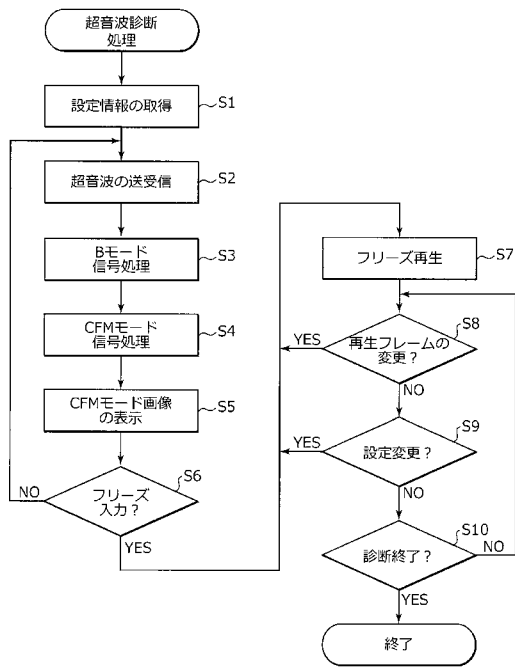 超音波診断
処理
設定情報の取得
S1
超音波の送受信
S2
Bモード
信号処理
S3
CFMモード
信号処理
S4
CFMモード画像
の表示
S5
フリーズ
入力？
S6
NO
YES
フリーズ再生
S7
再生フレームの
変更？
S8
YES
NO
設定変更？
S9
YES
NO
診断終了？
S10
NO
YES
終了